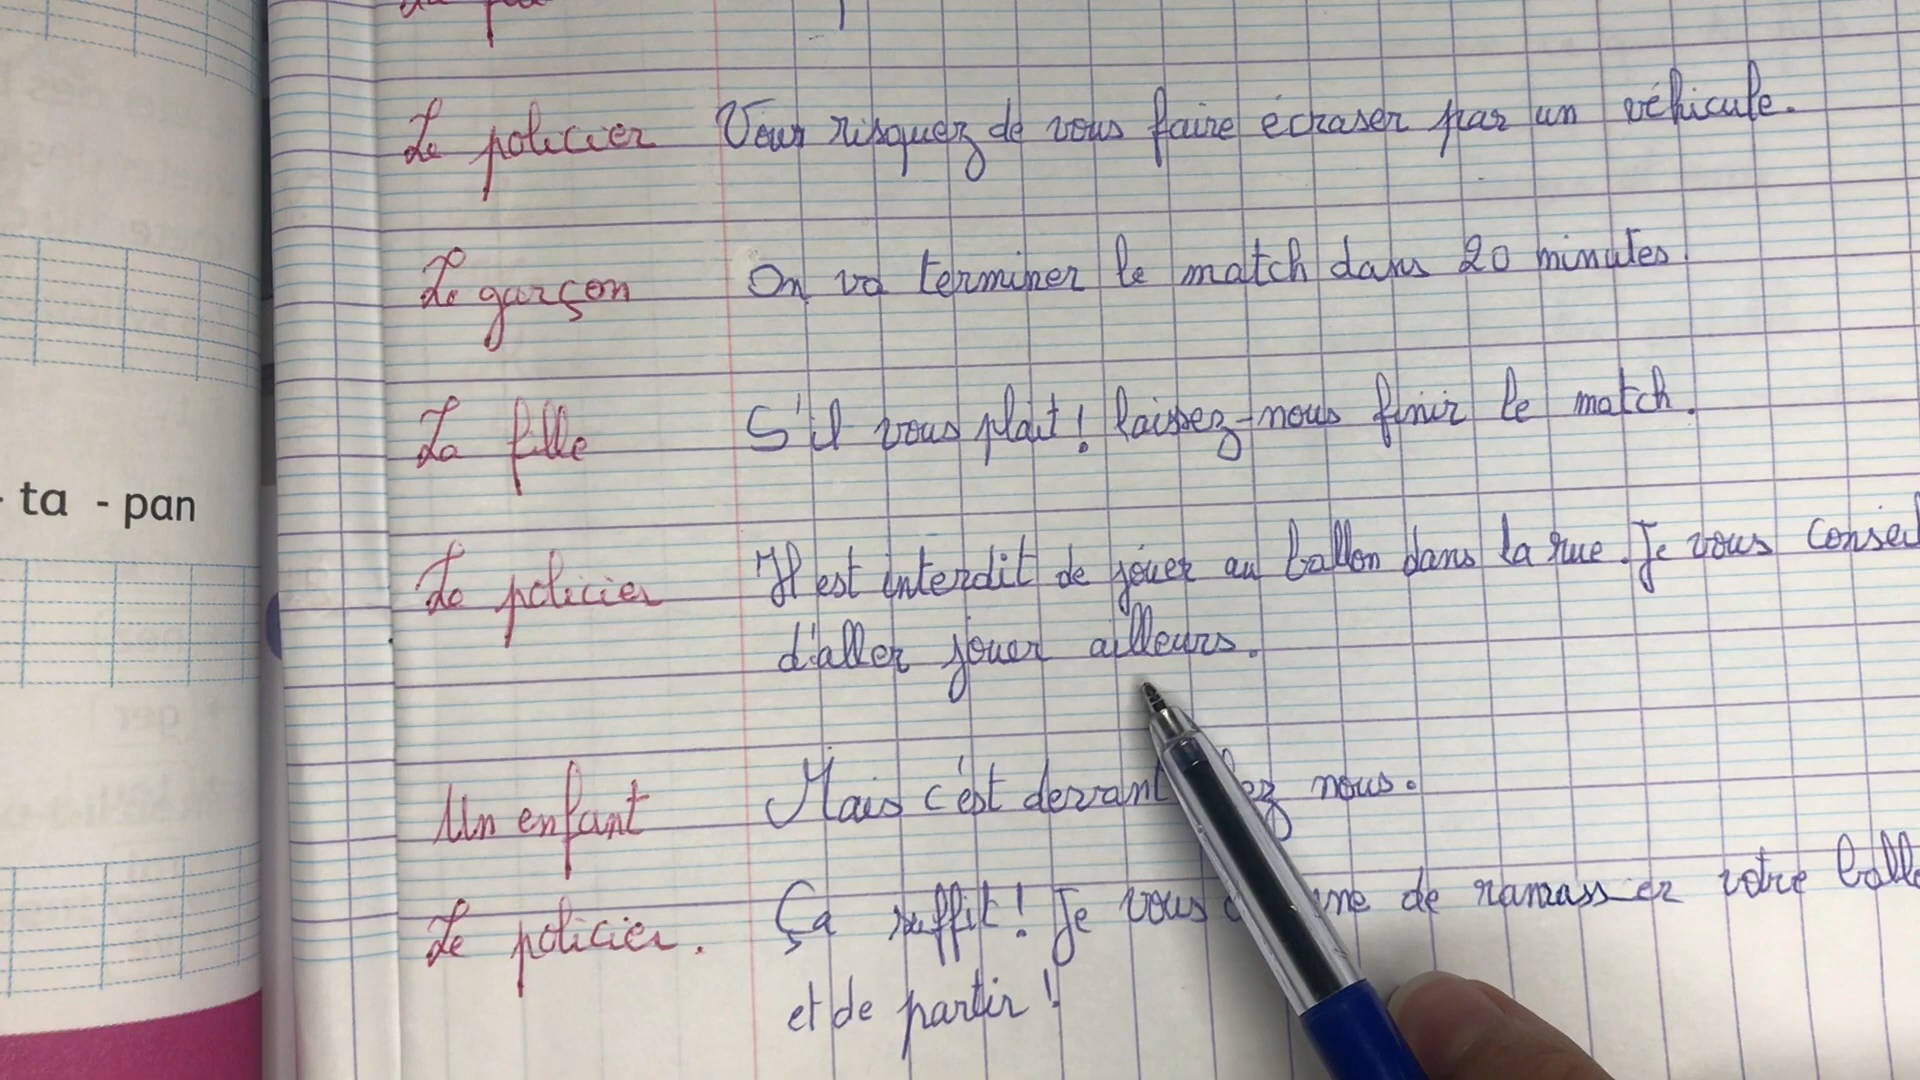 Le policier Vous risquez de vous faire écraser par un véhicule.
Le garçon On va terminer le match dans 20 minutes.
La fille S'il vous plait! laissez-nous finir le match.
- ta - pan
Le policier Il est interdit de jouer au ballon dans la rue. Je vous
d'aller jouer ailleurs.
Un enfant Mais c'est devant nous.
Le policier. Ça suffit! Je vous de ramasser votre
et de partir!